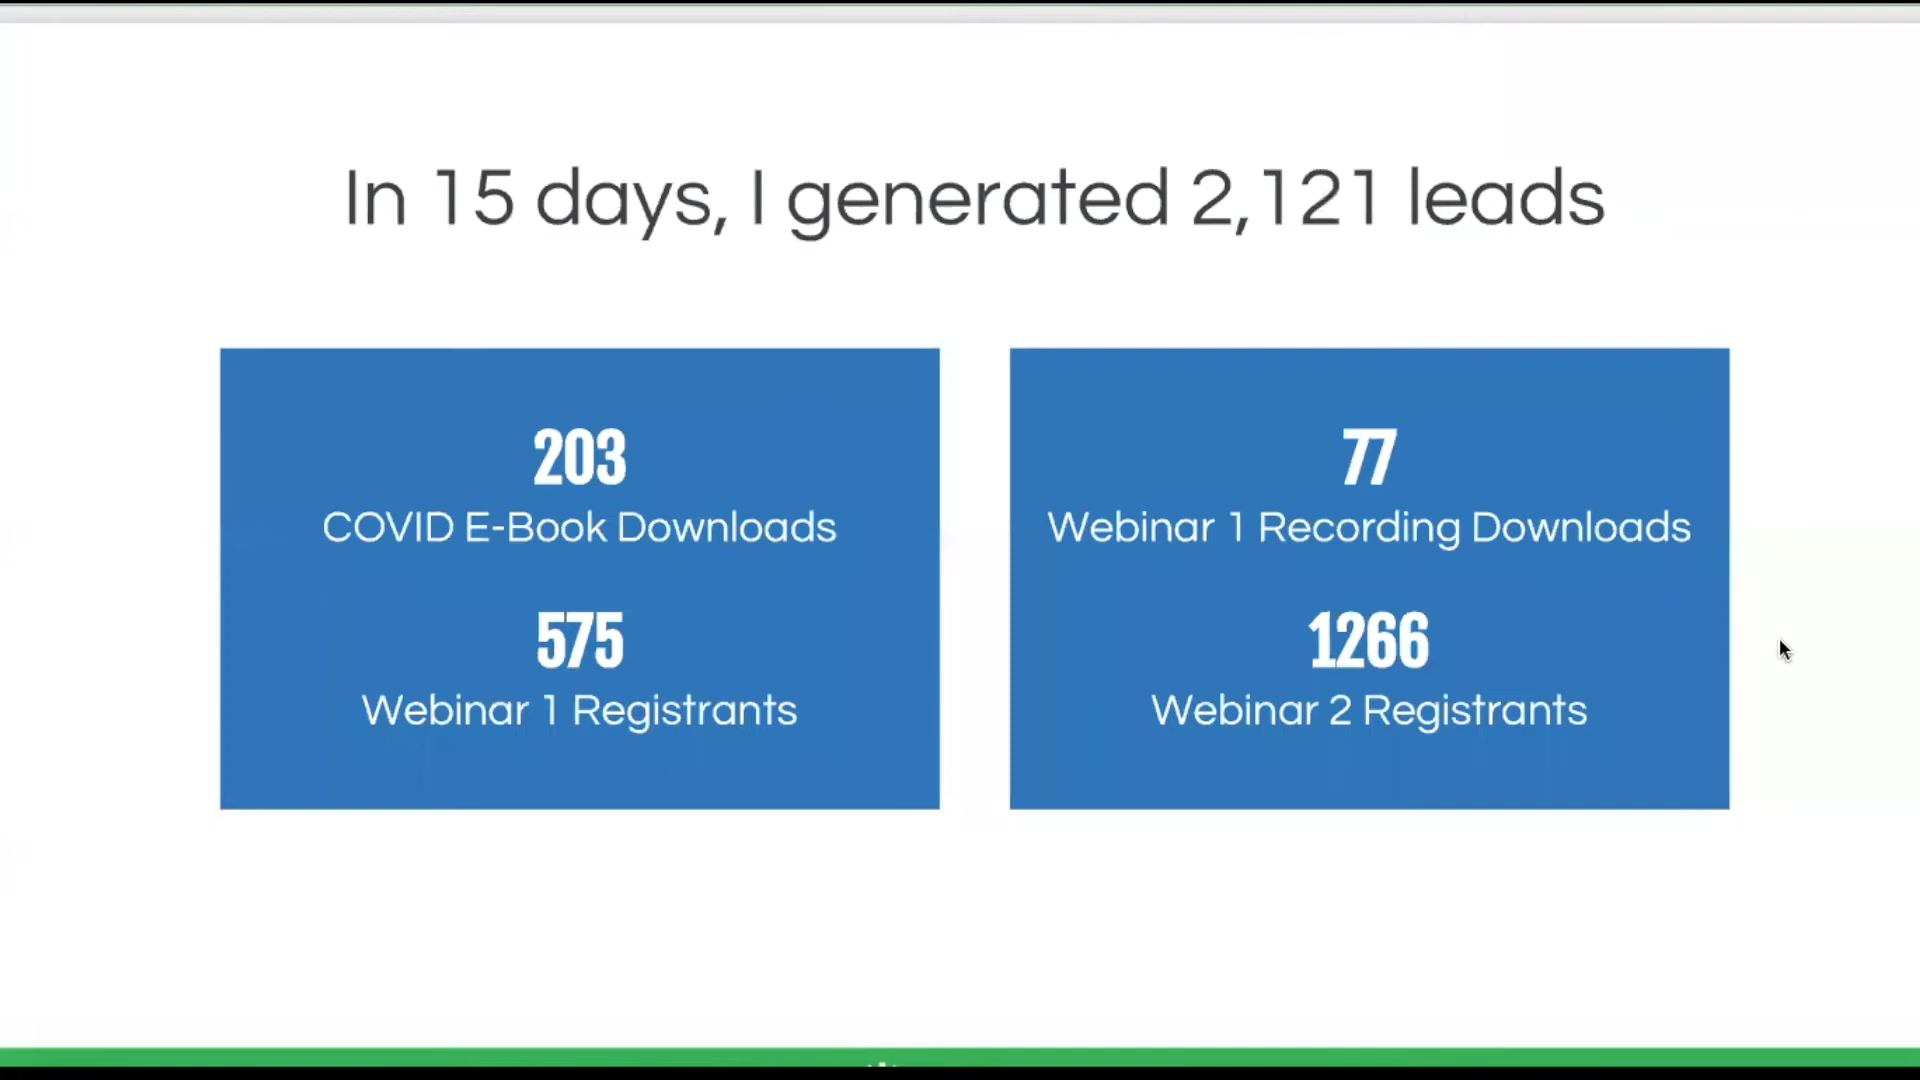 In 15 days, I generated 2,121 leads
203
COVID E-Book Downloads
575
Webinar 1 Registrants
77
Webinar 1 Recording Downloads
1266
Webinar 2 Registrants